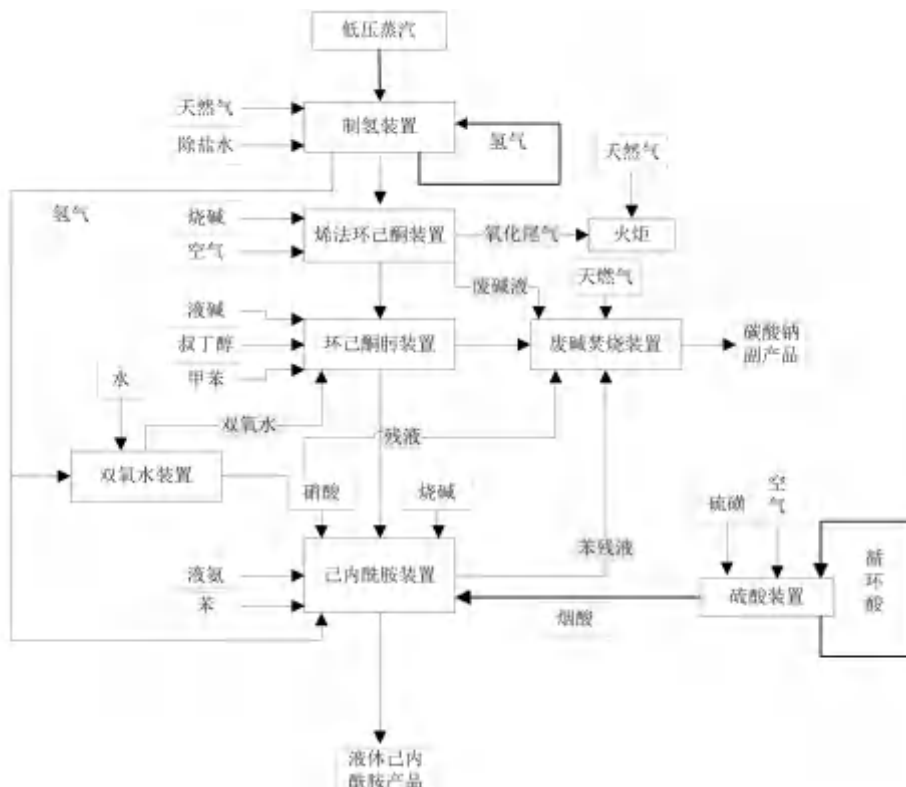 低压蒸汽
天然气
制氢装置
除盐水
氢气
天然气
氢气
烧碱
烯法环己酮装置
氧化尾气
火炬
空气
废碱液
天燃气
液碱
叔丁醇
环己酮肟装置
废碱焚烧装置
碳酸钠
副产品
甲苯
水
双氧水
残液
双氧水装置
硝酸
烧碱
空
气
硫磺
苯残液
循
环
酸
液氨
己内酰胺装置
硫酸装置
苯
烟酸
液体己内
酰胺产品